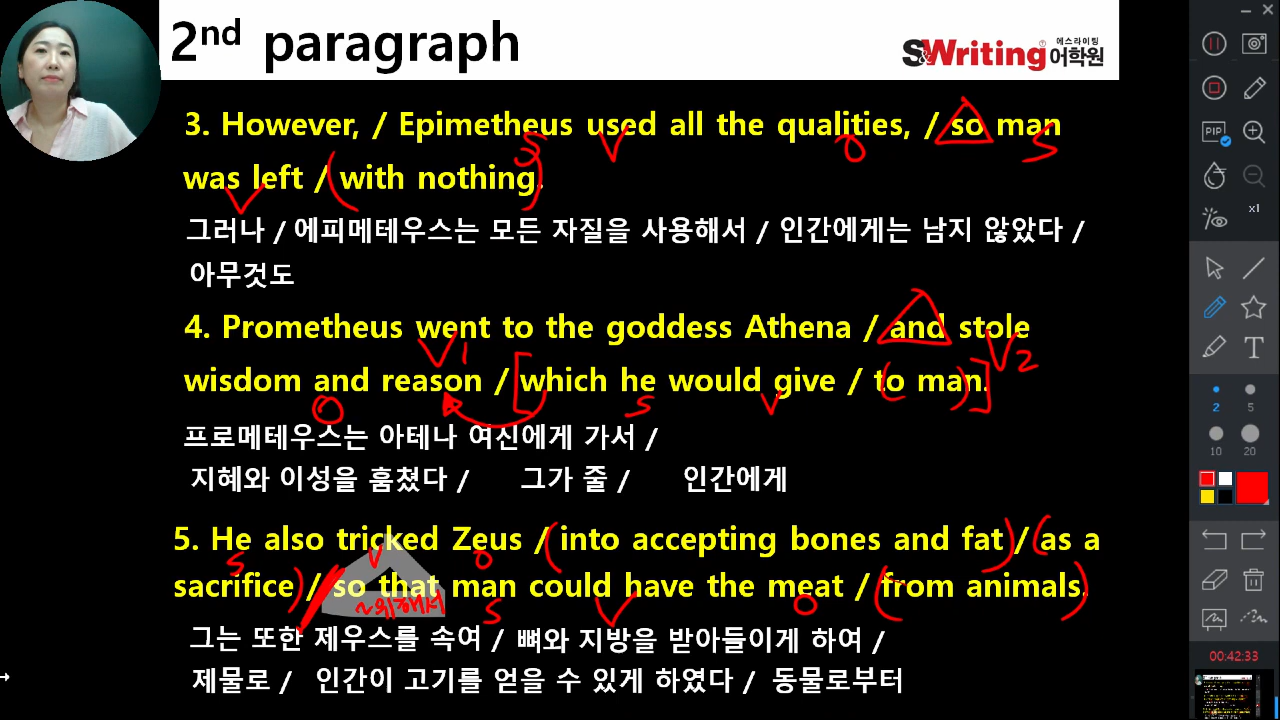 2nd paragraph
S&Writing 에스라이팅 어학원
3. However, / Epimetheus used all the qualities, / so man
was left / with nothing.
그러나 / 에피메테우스는 모든 자질을 사용해서 / 인간에게는 남지 않았다 /
아무것도
4. Prometheus went to the goddess Athena / and stole
wisdom and reason / which he would give / to man.
프로메테우스는 아테나 여신에게 가서 /
지혜와 이성을 훔쳤다 / 그가 줄 / 인간에게
5. He also tricked Zeus / into accepting bones and fat / as a
sacrifice / so that man could have the meat / from animals.
~위해서
그는 또한 제우스를 속여 / 뼈와 지방을 받아들이게 하여 /
제물로 / 인간이 고기를 얻을 수 있게 하였다 / 동물로부터
S V O S
V
V1 V2
O S V
S V O
S V O
PIP
x1
T
2 5
10 20
00:42:33